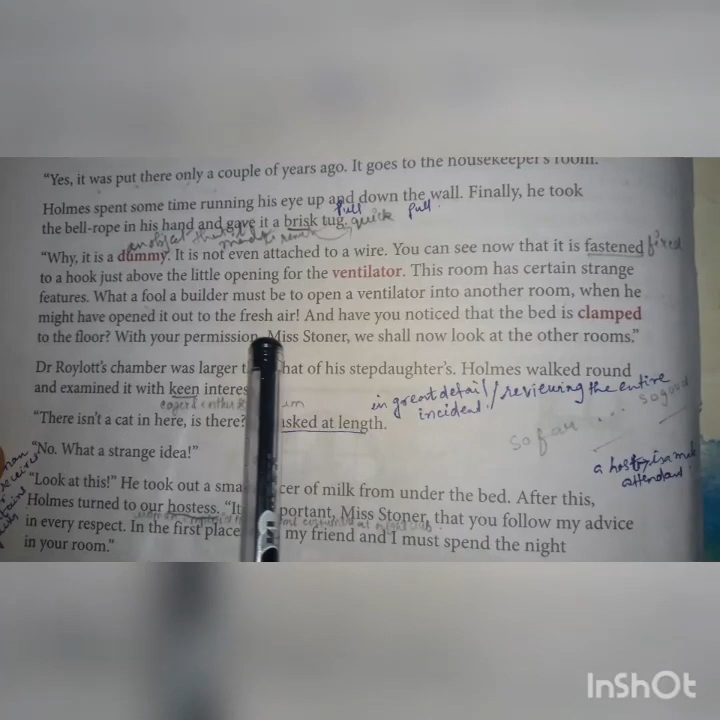 "Yes, it was put there only a couple of years ago. It goes to the housekeeper's room.
Holmes spent some time running his eye up and down the wall. Finally, he took
pull
pull
the bell-rope in his hand and gave it a brisk tug.
quick
an object that is
"Why, it is a dummy. It is not even attached to a wire. You can see now that it is fastened
fixed
to a hook just above the little opening for the ventilator. This room has certain strange
features. What a fool a builder must be to open a ventilator into another room, when he
might have opened it out to the fresh air! And have you noticed that the bed is clamped
to the floor? With your permission, Miss Stoner, we shall now look at the other rooms."
Dr Roylott's chamber was larger that of his stepdaughter's. Holmes walked round
and examined it with keen
in great detail / reviewing the entire
incident.
so good
"There isn't a cat in here, is there? asked at length.
so far ...
"No. What a strange idea!"
a host is a male
attendant
"Look at this!" He took out a of milk from under the bed. After this,
Holmes turned to our hostess. Miss Stoner, that you follow my advice
in every respect. In the first place my friend and I must spend the night
in your room."
InShOt